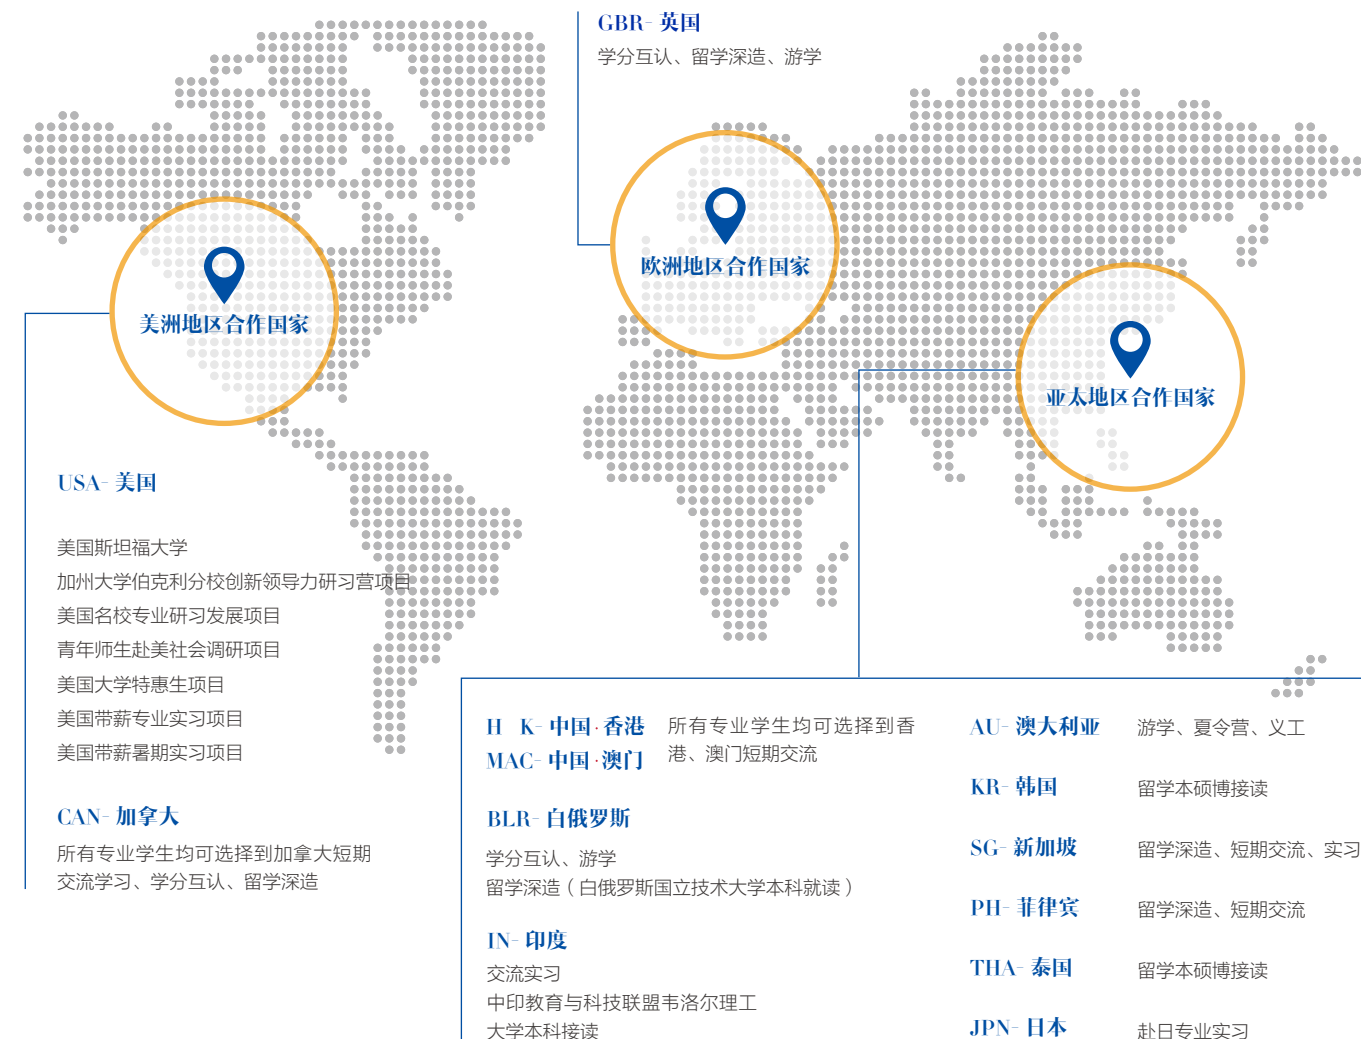 GBR- 英国
学分互认、留学深造、游学
欧洲地区合作国家
美洲地区合作国家
亚太地区合作国家
USA- 美国
美国斯坦福大学
加州大学伯克利分校创新领导力研习营项目
美国名校专业研习发展项目
青年师生赴美社会调研项目
美国大学特惠生项目
美国带薪专业实习项目
美国带薪暑期实习项目
CAN- 加拿大
所有专业学生均可选择到加拿大短期
交流学习、学分互认、留学深造
H K- 中国·香港
MAC- 中国·澳门
所有专业学生均可选择到香
港、澳门短期交流
BLR- 白俄罗斯
学分互认、游学
留学深造（白俄罗斯国立技术大学本科就读）
IN- 印度
交流实习
中印教育与科技联盟韦洛尔理工
大学本科接读
AU- 澳大利亚 游学、夏令营、义工
KR- 韩国 留学本硕博接读
SG- 新加坡 留学深造、短期交流、实习
PH- 菲律宾 留学深造、短期交流
THA- 泰国 留学本硕博接读
JPN- 日本 赴日专业实习